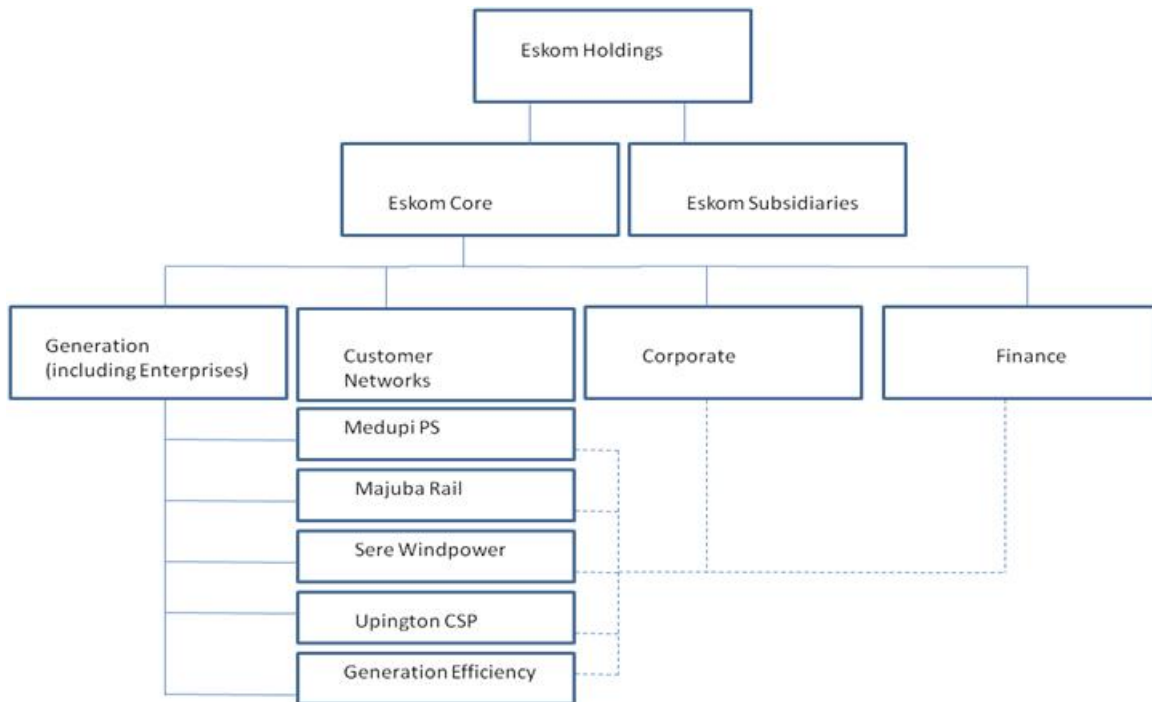 Eskom Holdings
Eskom Core
Eskom Subsidiaries
Generation
(including Enterprises)
Customer
Networks
Corporate
Finance
Medupi PS
Majuba Rail
Sere Windpower
Upington CSP
Generation Efficiency